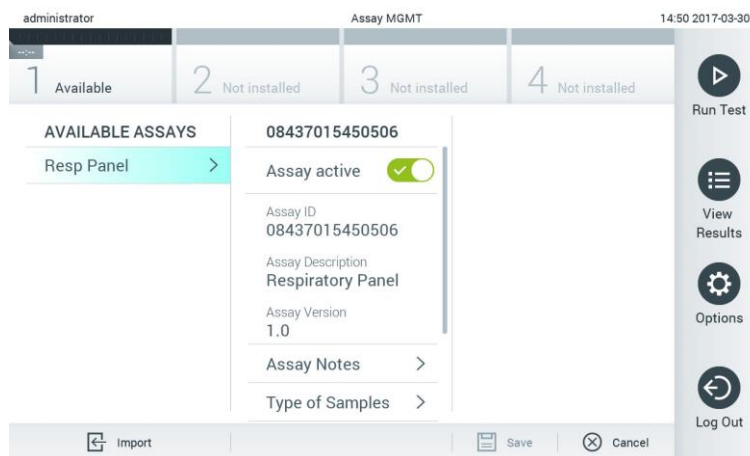 administrator Assay MGMT 14:50 2017-03-30
--:--
1 Available 2 Not installed 3 Not installed 4 Not installed
Run Test
AVAILABLE ASSAYS
Resp Panel
08437015450506
Assay active
Assay ID
08437015450506
Assay Description
Respiratory Panel
Assay Version
1.0
Assay Notes
Type of Samples
View
Results
Options
Log Out
Import Save Cancel